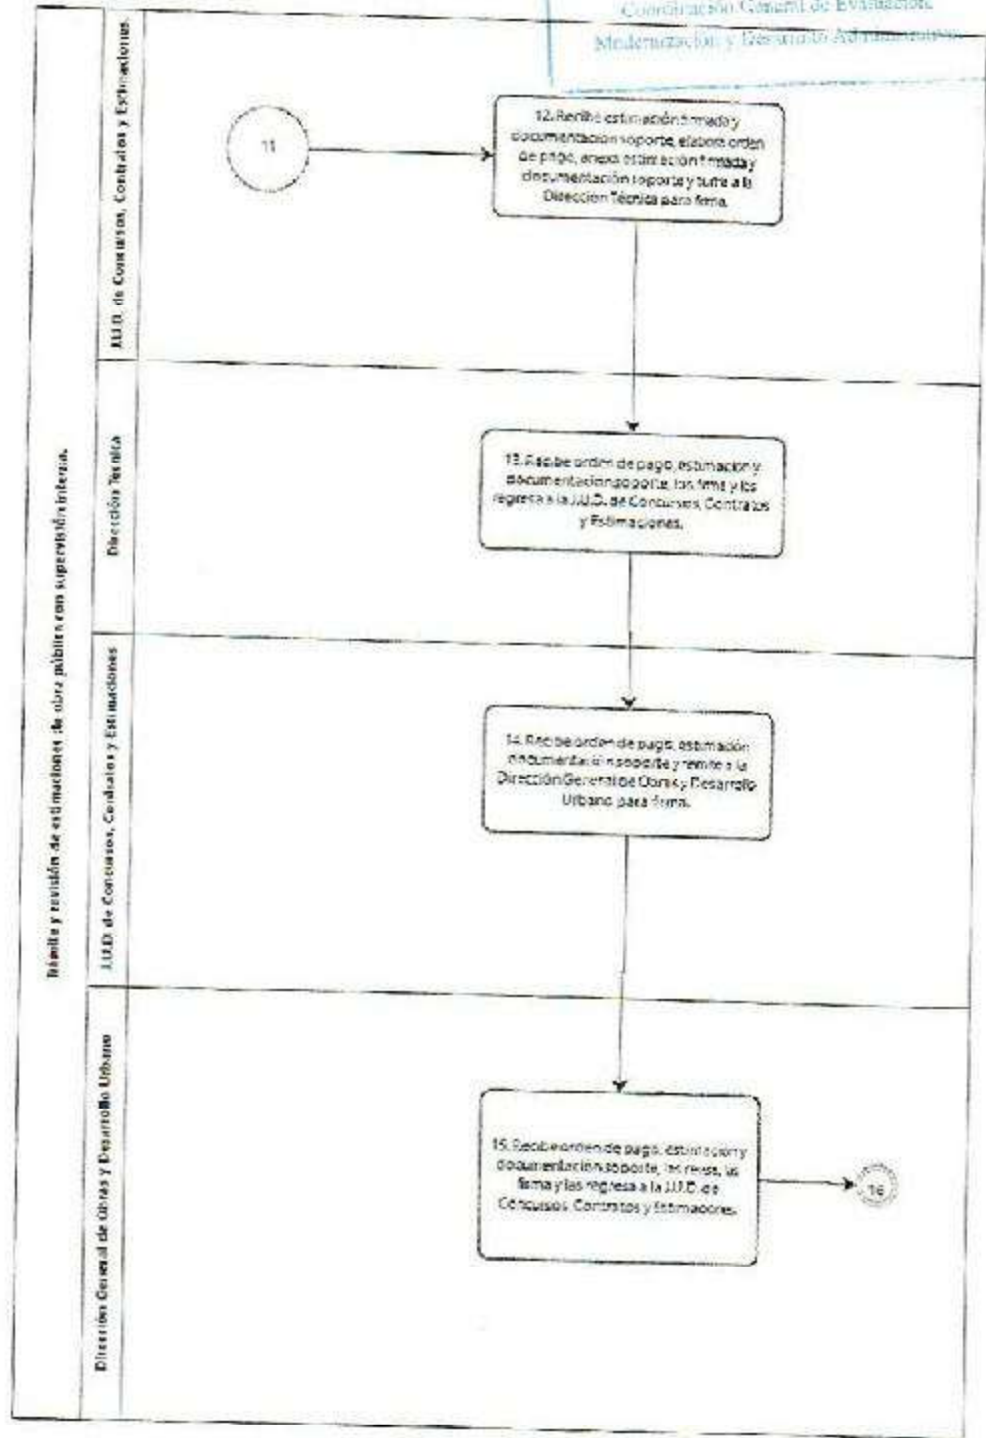 Coordinación General de Evaluación,
Modernización y Desarrollo Administrativo
Trámite y revisión de estimaciones de obra pública con supervisión interna.
J.U.D. de Concursos, Contratos y Estimaciones.
11
12. Recibe estimación firmada y
documentación soporte, elabora orden
de pago, anexa estimación firmada y
documentación soporte y turna a la
Dirección Técnica para firma.
Dirección Tecnica
13. Recibe orden de pago, estimación y
documentación soporte, los firma y los
regresa a la J.U.D. de Concursos, Contratos
y Estimaciones.
J.U.D. de Concursos, Contratos y Estimaciones
14. Recibe orden de pago, estimación
documentación soporte y remite a la
Dirección General de Obras y Desarrollo
Urbano para firma.
Dirección General de Obras y Desarrollo Urbano
15. Recibe orden de pago, estimación y
documentación soporte, las revisa, las
firma y las regresa a la J.U.D. de
Concursos, Contratos y Estimaciones.
16